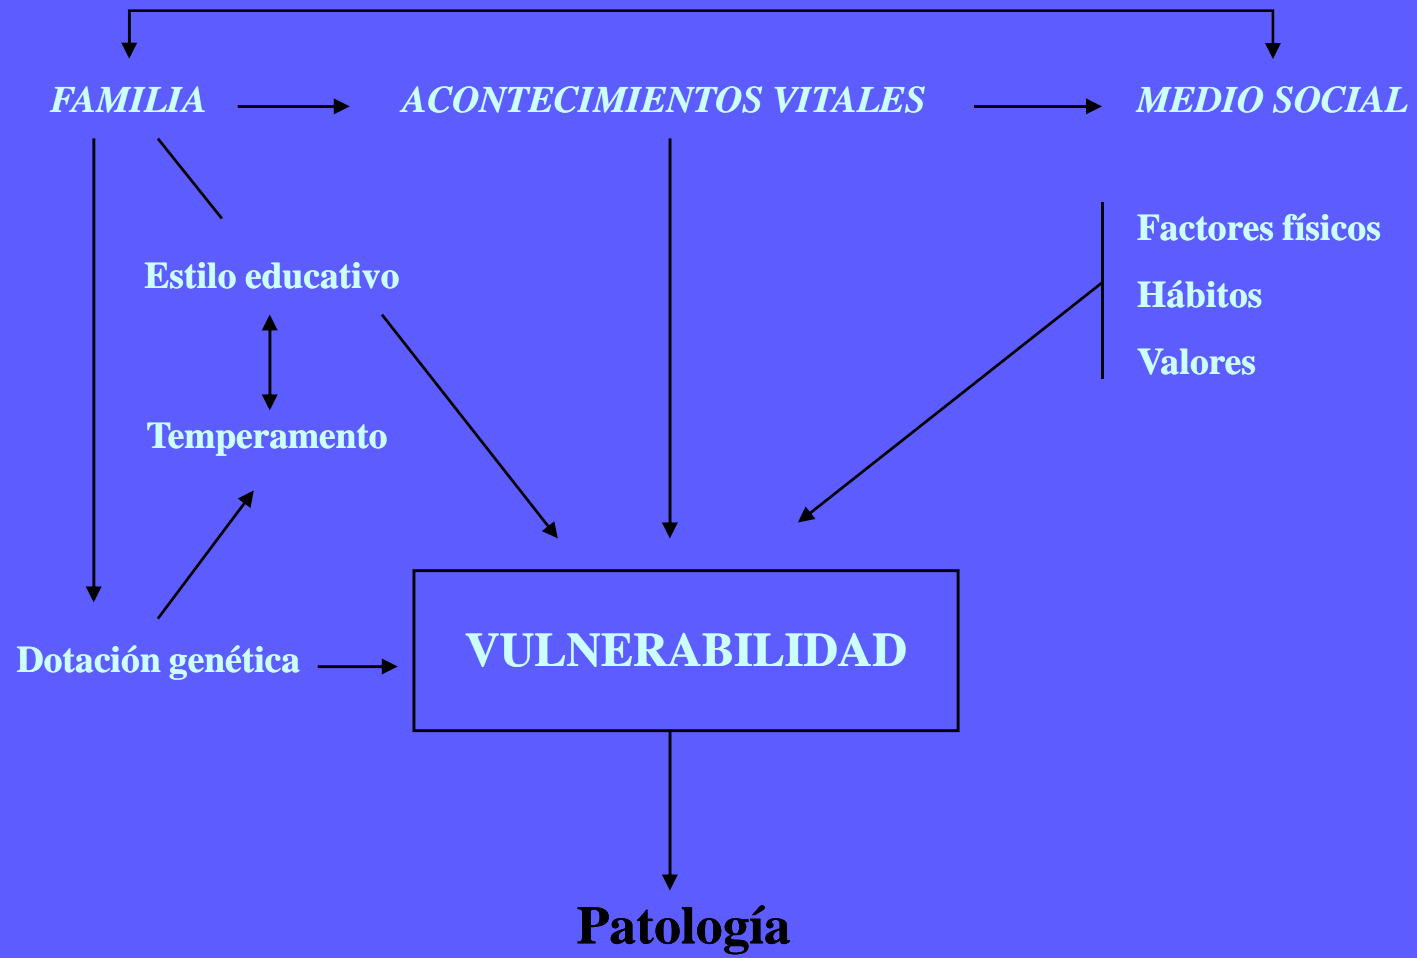 FAMILIA
ACONTECIMIENTOS VITALES
MEDIO SOCIAL
Factores físicos
Estilo educativo
Hábitos
Valores
Temperamento
Dotación genética
VULNERABILIDAD
Patología